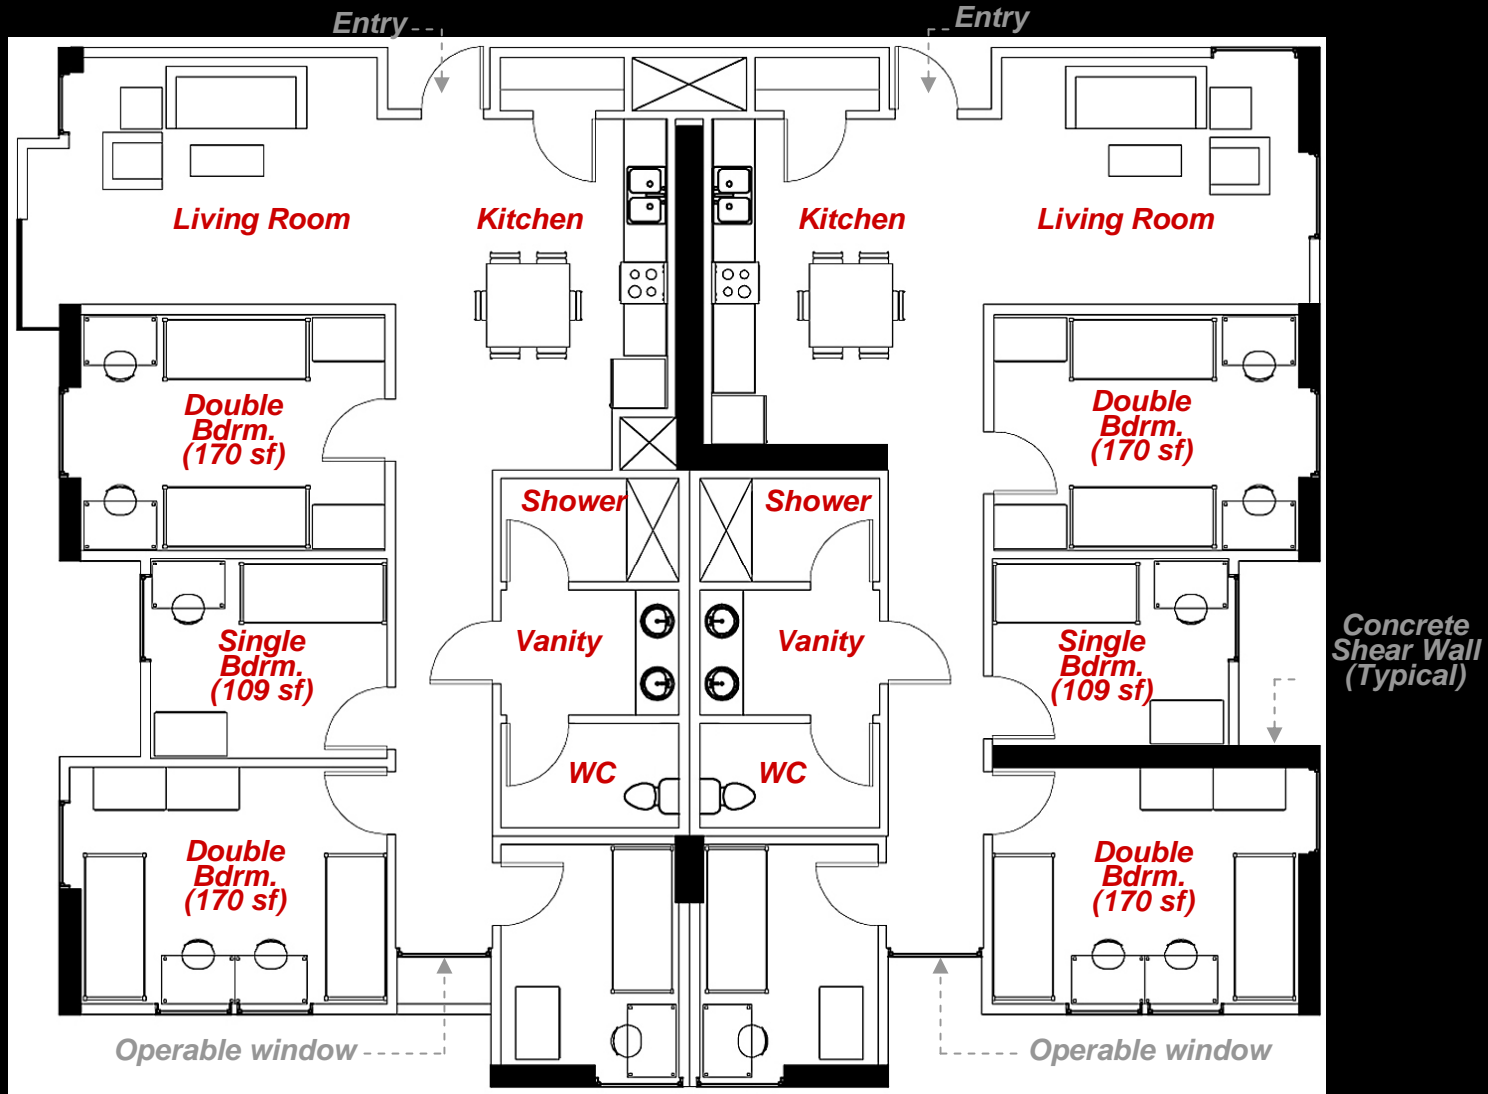 Entry
Entry
Living Room
Kitchen
Kitchen
Living Room
Double
Bdrm.
(170 sf)
Double
Bdrm.
(170 sf)
Shower
Shower
Single
Bdrm.
(109 sf)
Vanity
Vanity
Single
Bdrm.
(109 sf)
Concrete
Shear Wall
(Typical)
WC
WC
Double
Bdrm.
(170 sf)
Double
Bdrm.
(170 sf)
Operable window
Operable window